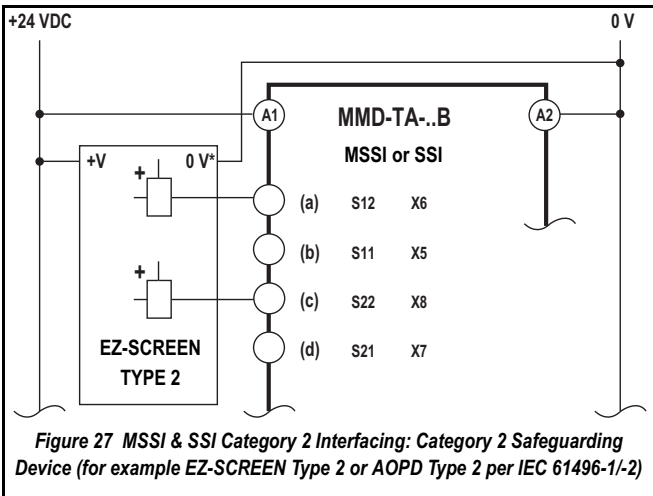 +24 VDC 0 V
A1 MMD-TA-..B A2
MSSI or SSI
+V 0 V*
+
(a) S12 X6
(b) S11 X5
+
(c) S22 X8
(d) S21 X7
EZ-SCREEN
TYPE 2
Figure 27 MSSI & SSI Category 2 Interfacing: Category 2 Safeguarding
Device (for example EZ-SCREEN Type 2 or AOPD Type 2 per IEC 61496-1/-2)